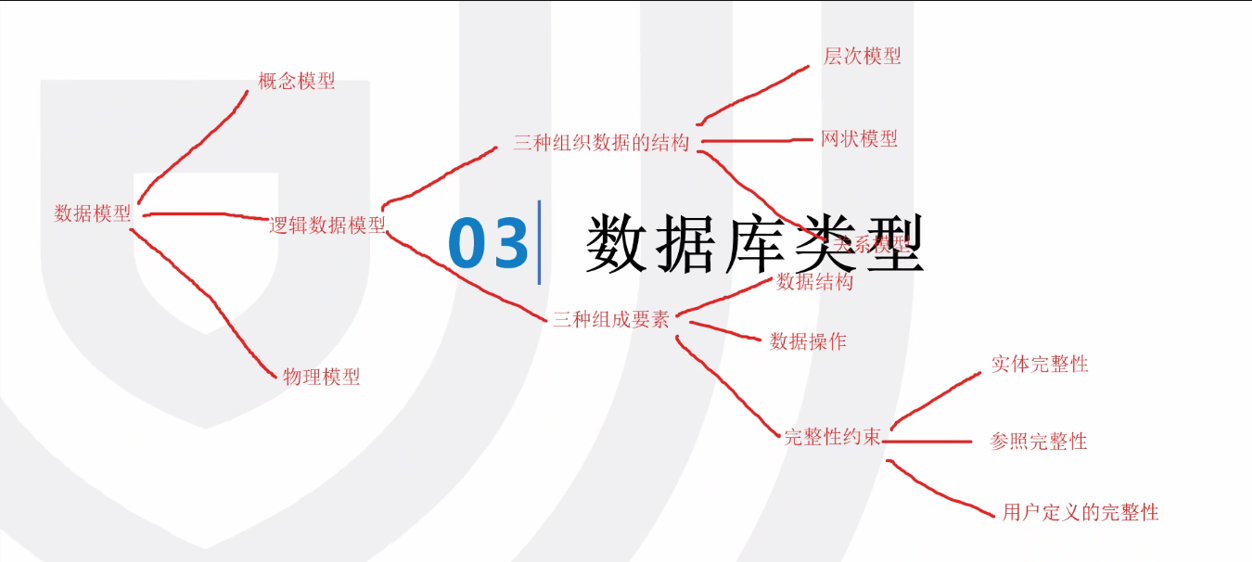 层次模型
概念模型
网状模型
三种组织数据的结构
数据模型
逻辑数据模型
03 数据库类型
关系模型
数据结构
三种组成要素
数据操作
实体完整性
物理模型
完整性约束
参照完整性
用户定义的完整性